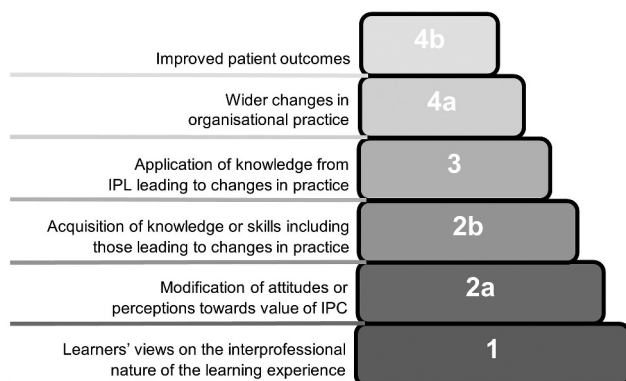 4b
Improved patient outcomes
4a
Wider changes in
organisational practice
3
Application of knowledge from
IPL leading to changes in practice
2b
Acquisition of knowledge or skills including
those leading to changes in practice
2a
Modification of attitudes or
perceptions towards value of IPC
1
Learners' views on the interprofessional
nature of the learning experience